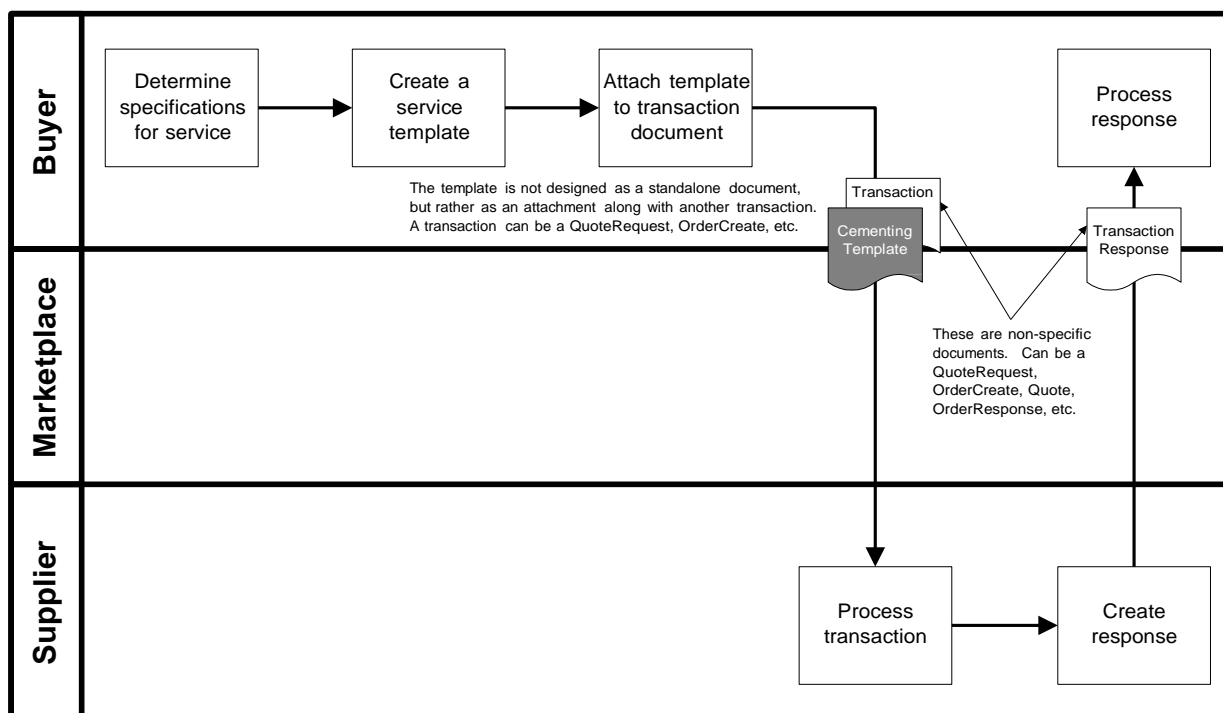 Buyer
Determine
specifications
for service
Create a
service
template
Attach template
to transaction
document
Process
response
The template is not designed as a standalone document,
but rather as an attachment along with another transaction.
A transaction can be a QuoteRequest, OrderCreate, etc.
Transaction
Cementing
Template
Transaction
Response
Marketplace
These are non-specific
documents. Can be a
QuoteRequest,
OrderCreate, Quote,
OrderResponse, etc.
Supplier
Process
transaction
Create
response